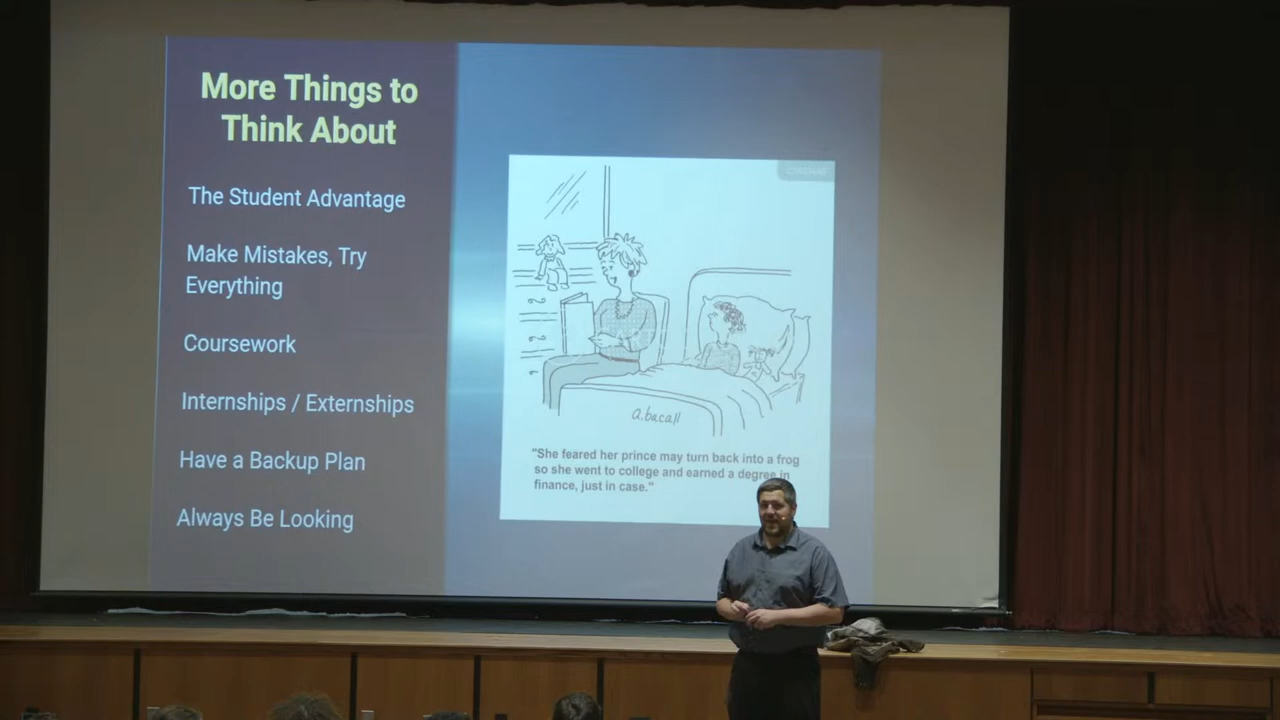 More Things to
Think About
The Student Advantage
Make Mistakes, Try
Everything
Coursework
Internships / Externships
Have a Backup Plan
Always Be Looking
a.bacall
"She feared her prince may turn back into a frog
so she went to college and earned a degree in
finance, just in case."